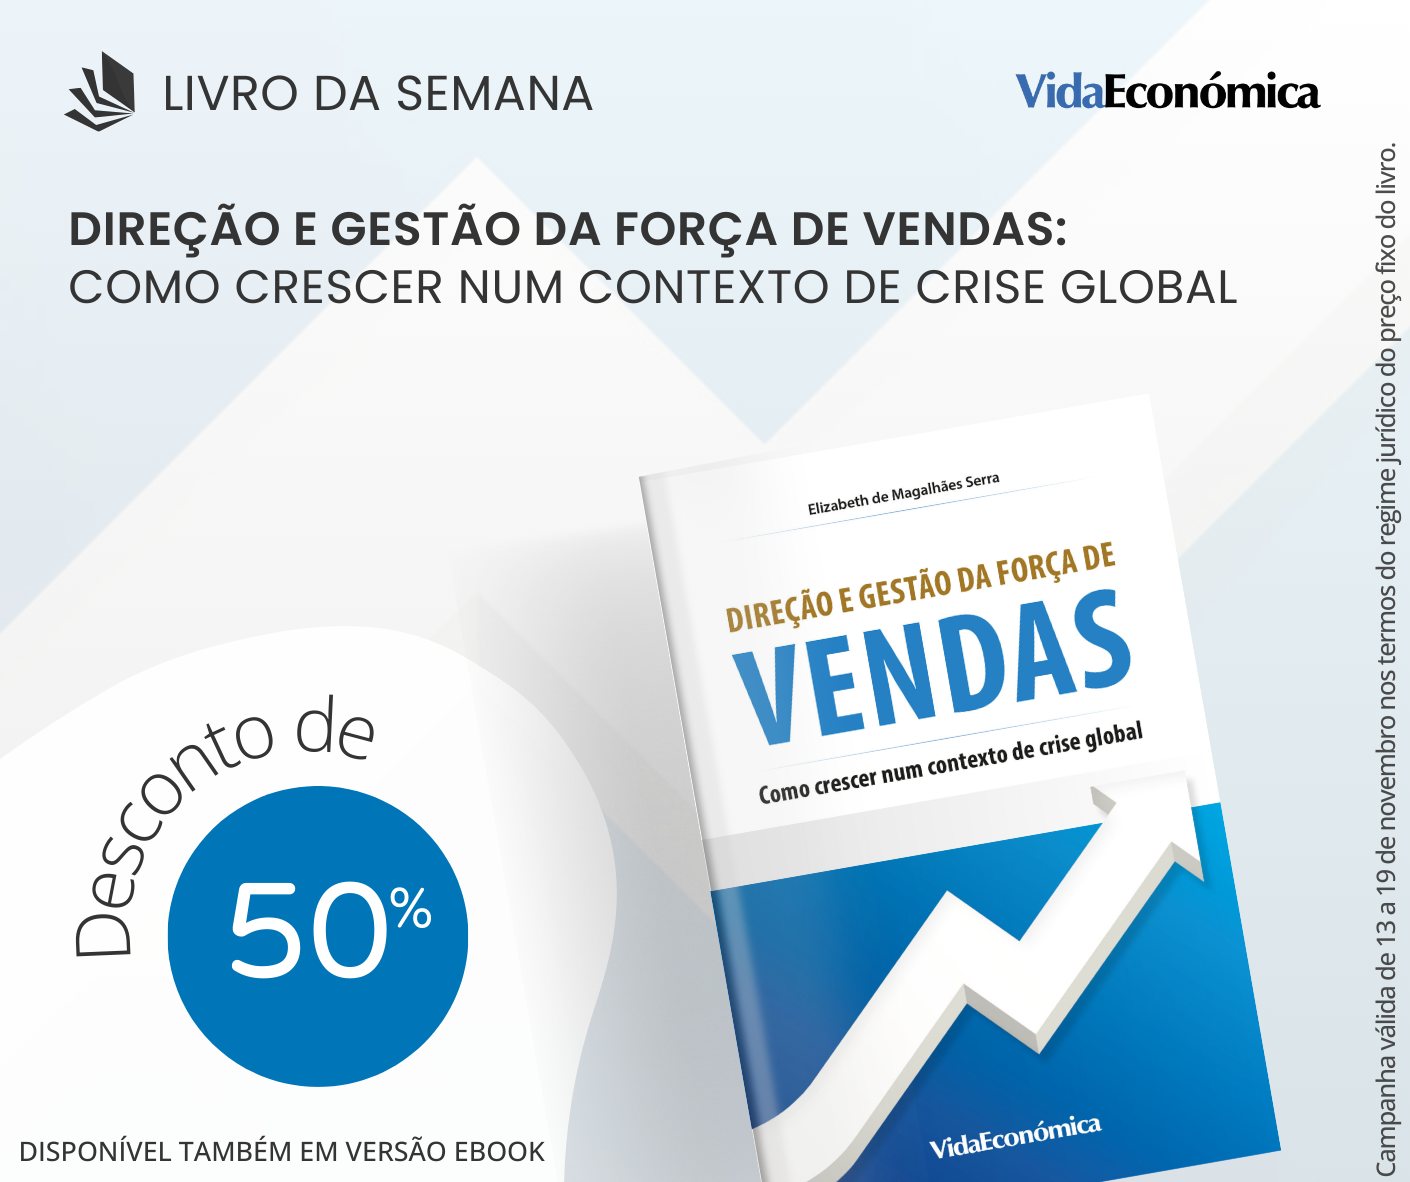 LIVRO DA SEMANA
VidaEconómica
DIREÇÃO E GESTÃO DA FORÇA DE VENDAS:
COMO CRESCER NUM CONTEXTO DE CRISE GLOBAL
Elizabeth de Magalhães Serra
DIREÇÃO E GESTÃO DA FORÇA DE
VENDAS
Como crescer num contexto de crise global
VidaEconómica
Desconto de
50%
DISPONÍVEL TAMBÉM EM VERSÃO EBOOK
Campanha válida de 13 a 19 de novembro nos termos do regime jurídico do preço fixo do livro.